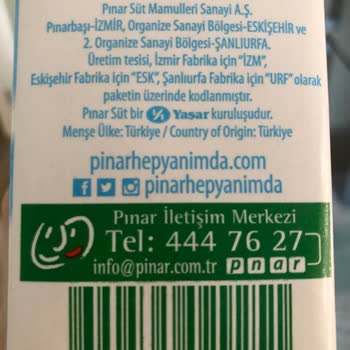 Pınar Süt Mamulleri Sanayi A.Ş.
Pınarbaşı-İZMİR, Organize Sanayi Bölgesi-ESKİŞEHİR ve
2. Organize Sanayi Bölgesi-ŞANLIURFA.
Üretim tesisi, İzmir Fabrika için "İZM",
Eskişehir Fabrika için "ESK", Şanlıurfa Fabrika için "URF" olarak
paketin üzerinde kodlanmıştır.
Pınar Süt bir Yaşar kuruluşudur.
Menşe Ülke: Türkiye / Country of Origin: Türkiye
pinarhepyanimda.com
pinarhepyanimda
Pınar İletişim Merkezi
Tel: 444 76 27
info@pinar.com.tr pınar